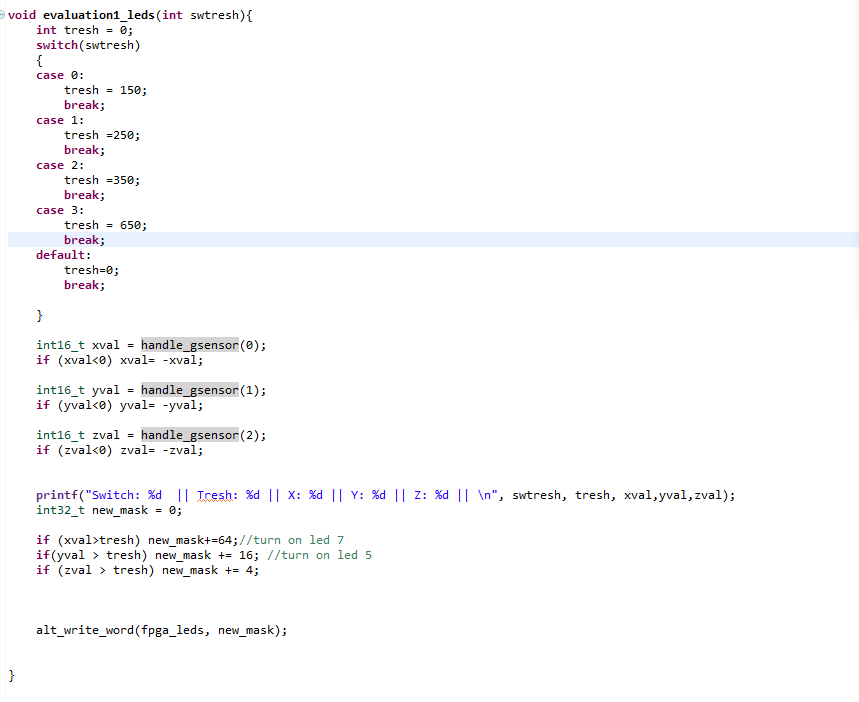 void evaluation1_leds(int swtresh){
int tresh = 0;
switch(swtresh)
{
case 0:
tresh = 150;
break;
case 1:
tresh =250;
break;
case 2:
tresh =350;
break;
case 3:
tresh = 650;
break;
default:
tresh=0;
break;
}
int16_t xval = handle_gsensor(0);
if (xval<0) xval= -xval;
int16_t yval = handle_gsensor(1);
if (yval<0) yval= -yval;
int16_t zval = handle_gsensor(2);
if (zval<0) zval= -zval;
printf("Switch: %d  || Tresh: %d || X: %d || Y: %d || Z: %d || \n", swtresh, tresh, xval,yval,zval);
int32_t new_mask = 0;
if (xval>tresh) new_mask+=64;//turn on led 7
if(yval > tresh) new_mask += 16; //turn on led 5
if (zval > tresh) new_mask += 4;
alt_write_word(fpga_leds, new_mask);
}